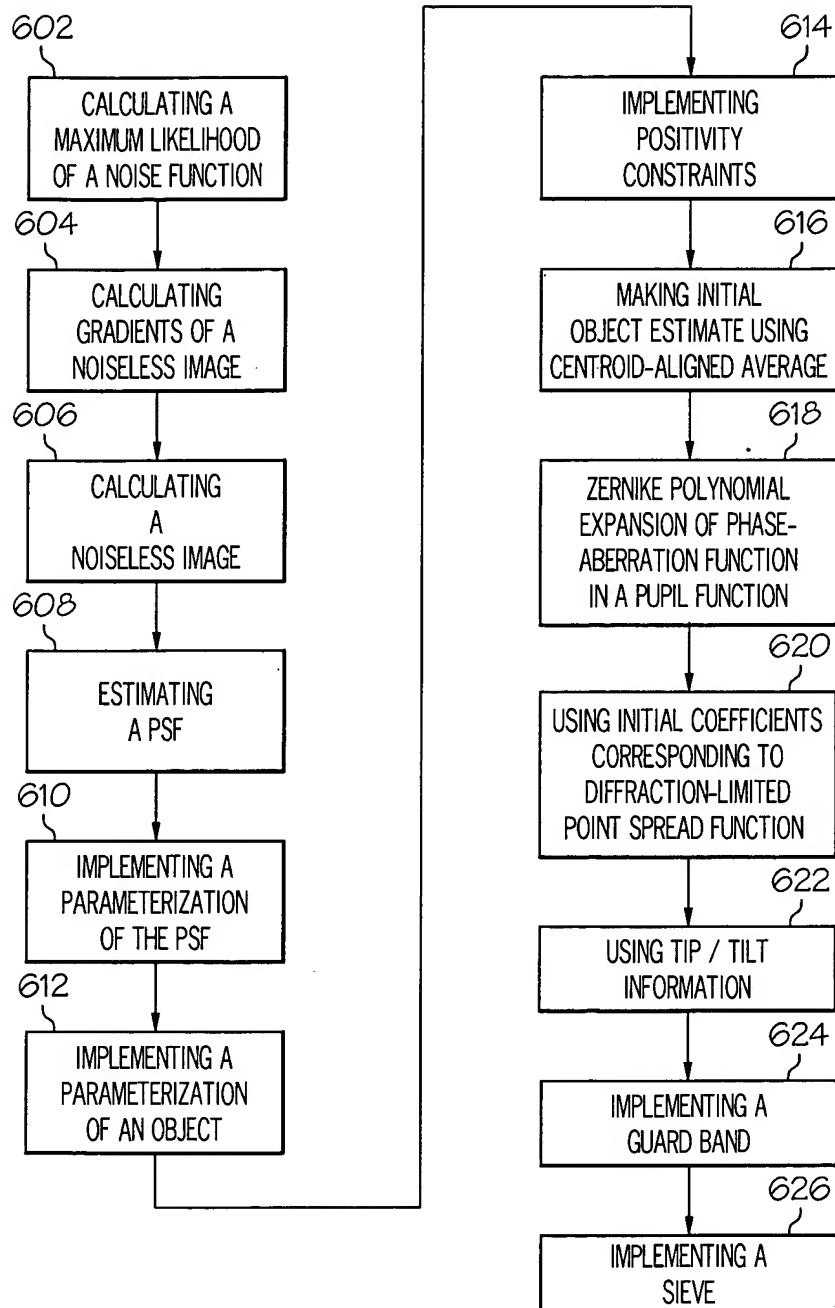 602
CALCULATING A
MAXIMUM LIKELIHOOD
OF A NOISE FUNCTION
604
CALCULATING
GRADIENTS OF A
NOISELESS IMAGE
606
CALCULATING
A
NOISELESS IMAGE
608
ESTIMATING
A PSF
610
IMPLEMENTING A
PARAMETERIZATION
OF THE PSF
612
IMPLEMENTING A
PARAMETERIZATION
OF AN OBJECT
614
IMPLEMENTING
POSITIVITY
CONSTRAINTS
616
MAKING INITIAL
OBJECT ESTIMATE USING
CENTROID-ALIGNED AVERAGE
618
ZERNIKE POLYNOMIAL
EXPANSION OF PHASE-
ABERRATION FUNCTION
IN A PUPIL FUNCTION
620
USING INITIAL COEFFICIENTS
CORRESPONDING TO
DIFFRACTION-LIMITED
POINT SPREAD FUNCTION
622
USING TIP / TILT
INFORMATION
624
IMPLEMENTING A
GUARD BAND
626
IMPLEMENTING A
SIEVE